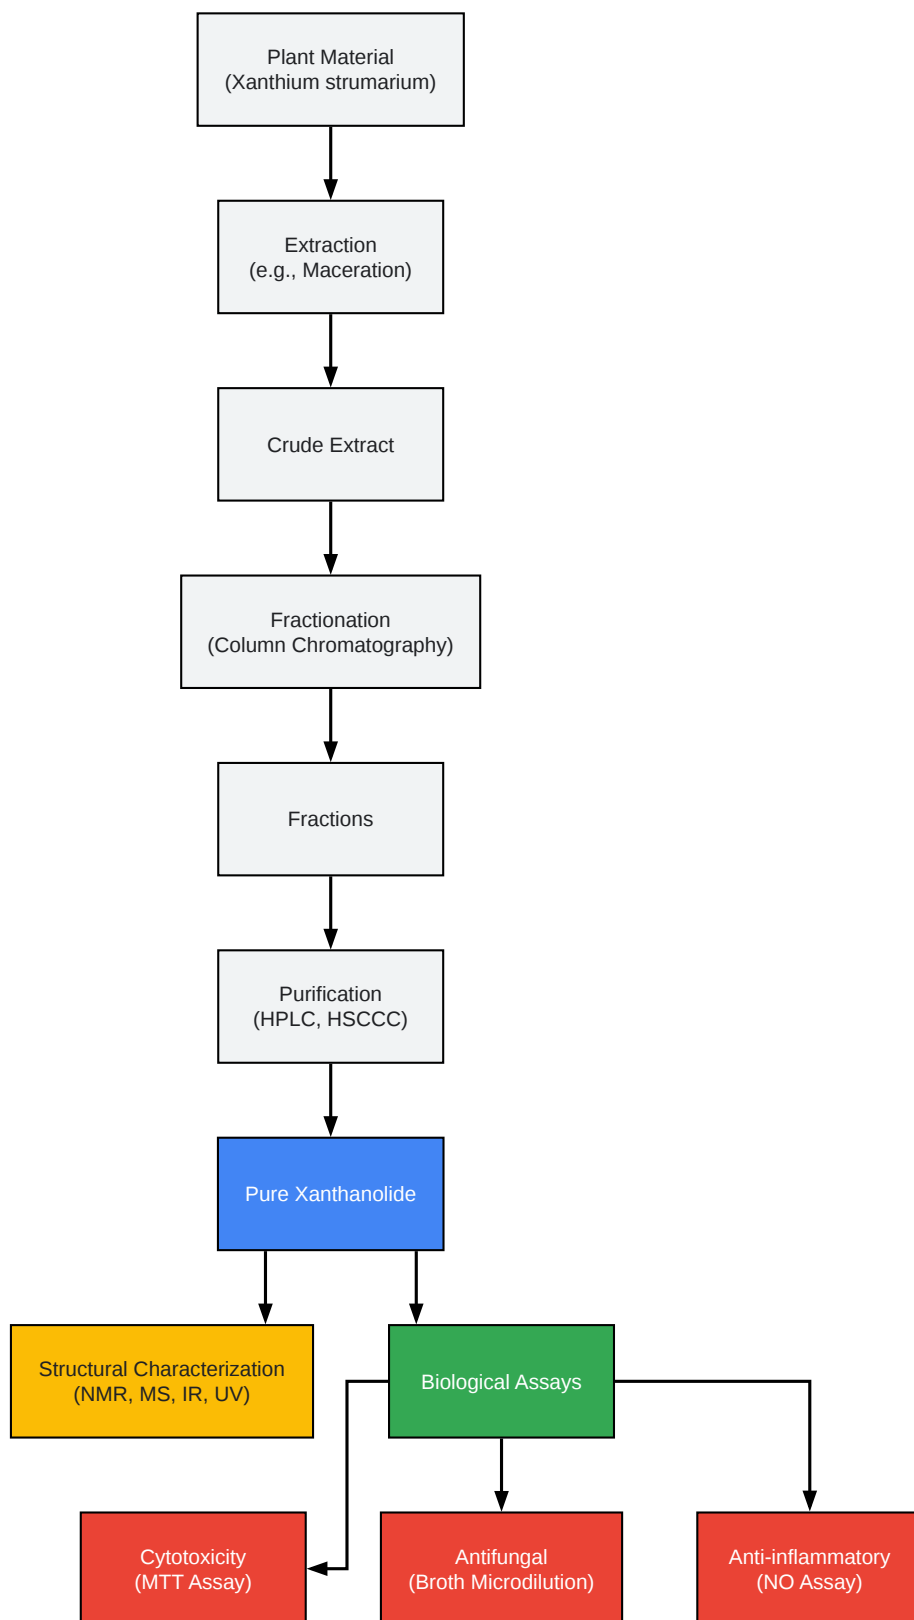 Plant Material
(Xanthium strumarium)
Extraction
(e.g., Maceration)
Crude Extract
Fractionation
(Column Chromatography)
Fractions
Purification
(HPLC, HSCCC)
Pure Xanthanolide
Structural Characterization
(NMR, MS, IR, UV)
Biological Assays
Cytotoxicity
(MTT Assay)
Antifungal
(Broth Microdilution)
Anti-inflammatory
(NO Assay)